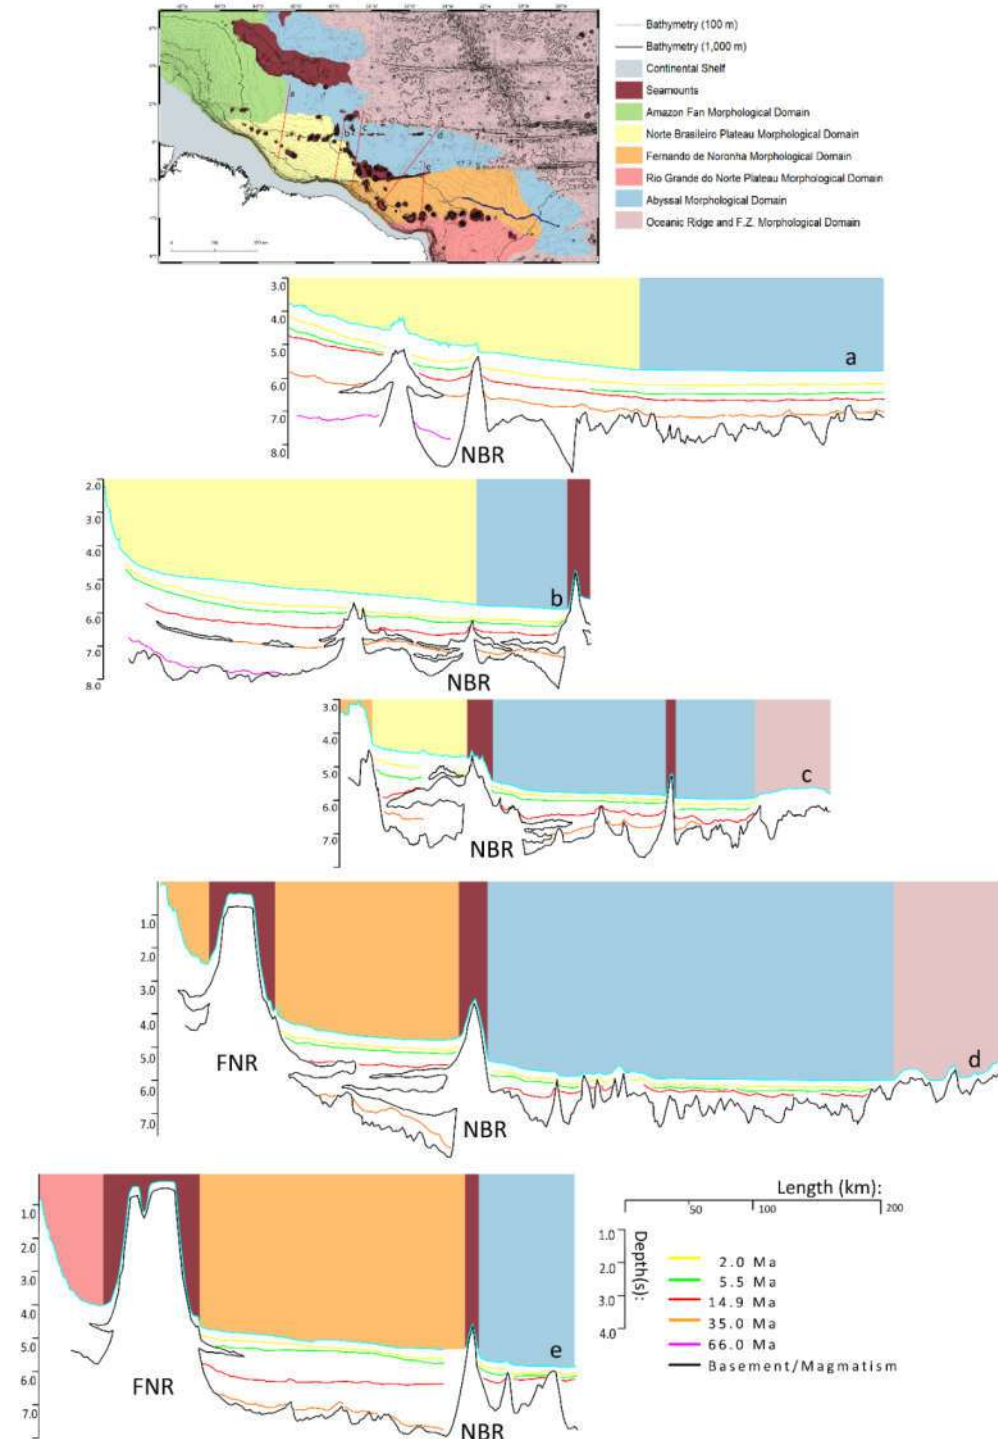 Bathymetry (100 m)
Bathymetry (1,000 m)
Continental Shelf
Seamounts
Amazon Fan Morphological Domain
Norte Brasileiro Plateau Morphological Domain
Fernando de Noronha Morphological Domain
Rio Grande do Norte Plateau Morphological Domain
Abyssal Morphological Domain
Oceanic Ridge and F.Z. Morphological Domain
3.0
4.0
5.0
6.0
7.0
8.0
a
NBR
2.0
3.0
4.0
5.0
6.0
7.0
8.0
b
NBR
3.0
4.0
5.0
6.0
7.0
c
NBR
1.0
2.0
3.0
4.0
5.0
6.0
7.0
FNR
NBR
d
1.0
2.0
3.0
4.0
5.0
6.0
7.0
FNR
NBR
e
Length (km):
50 100 200
Depth(s):
1.0
2.0
3.0
4.0
2.0 Ma
5.5 Ma
14.9 Ma
35.0 Ma
66.0 Ma
Basement/Magmatism